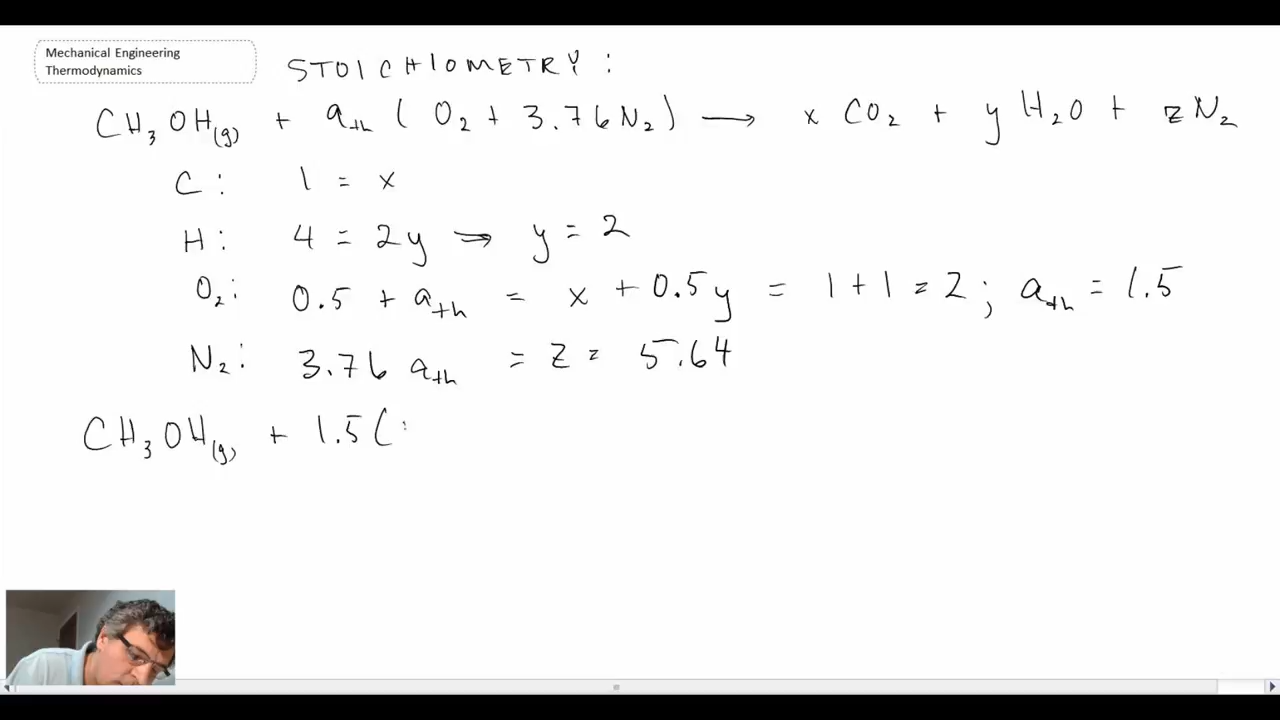 Mechanical Engineering
Thermodynamics
STOICHIOMETRY:
CH₃OH₍g₎ + aₜₕ (O₂ + 3.76N₂) → x CO₂ + y H₂O + zN₂
C: 1 = x
H: 4 = 2y → y = 2
O₂: 0.5 + aₜₕ = x + 0.5y = 1 + 1 = 2; aₜₕ = 1.5
N₂: 3.76 aₜₕ = z = 5.64
CH₃OH₍g₎ + 1.5(